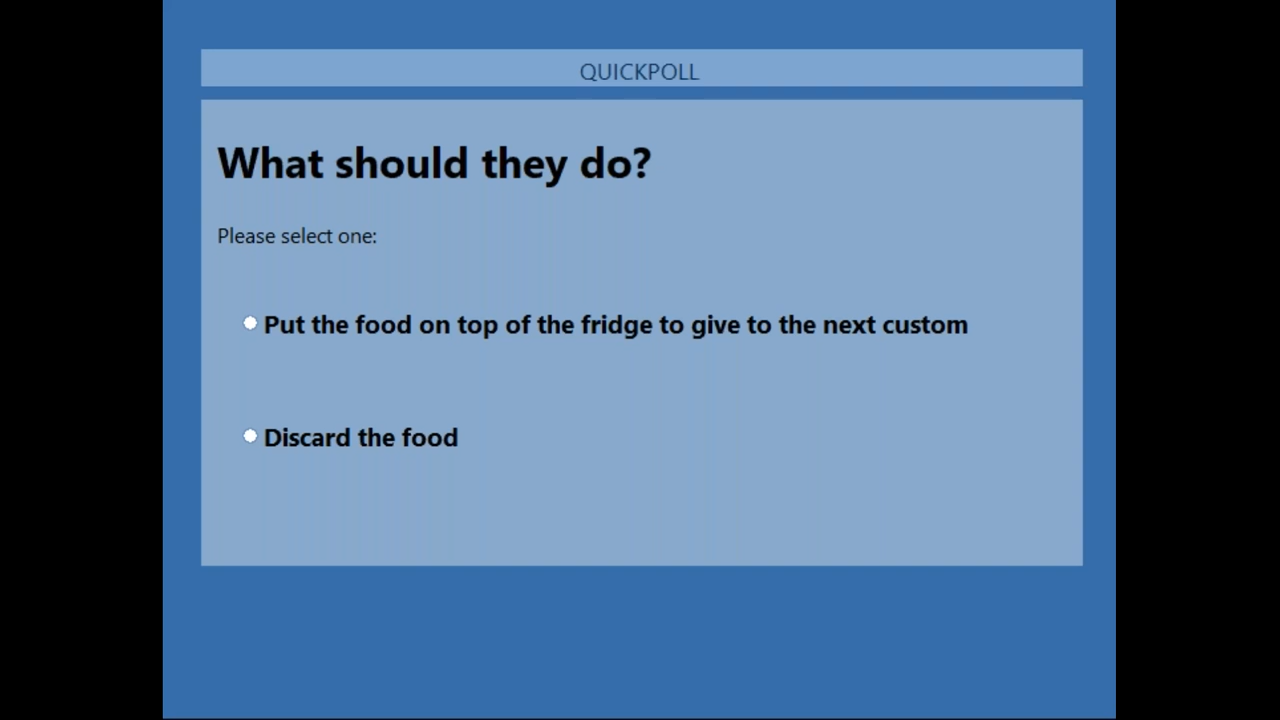 QUICKPOLL
What should they do?
Please select one:
Put the food on top of the fridge to give to the next custom
Discard the food